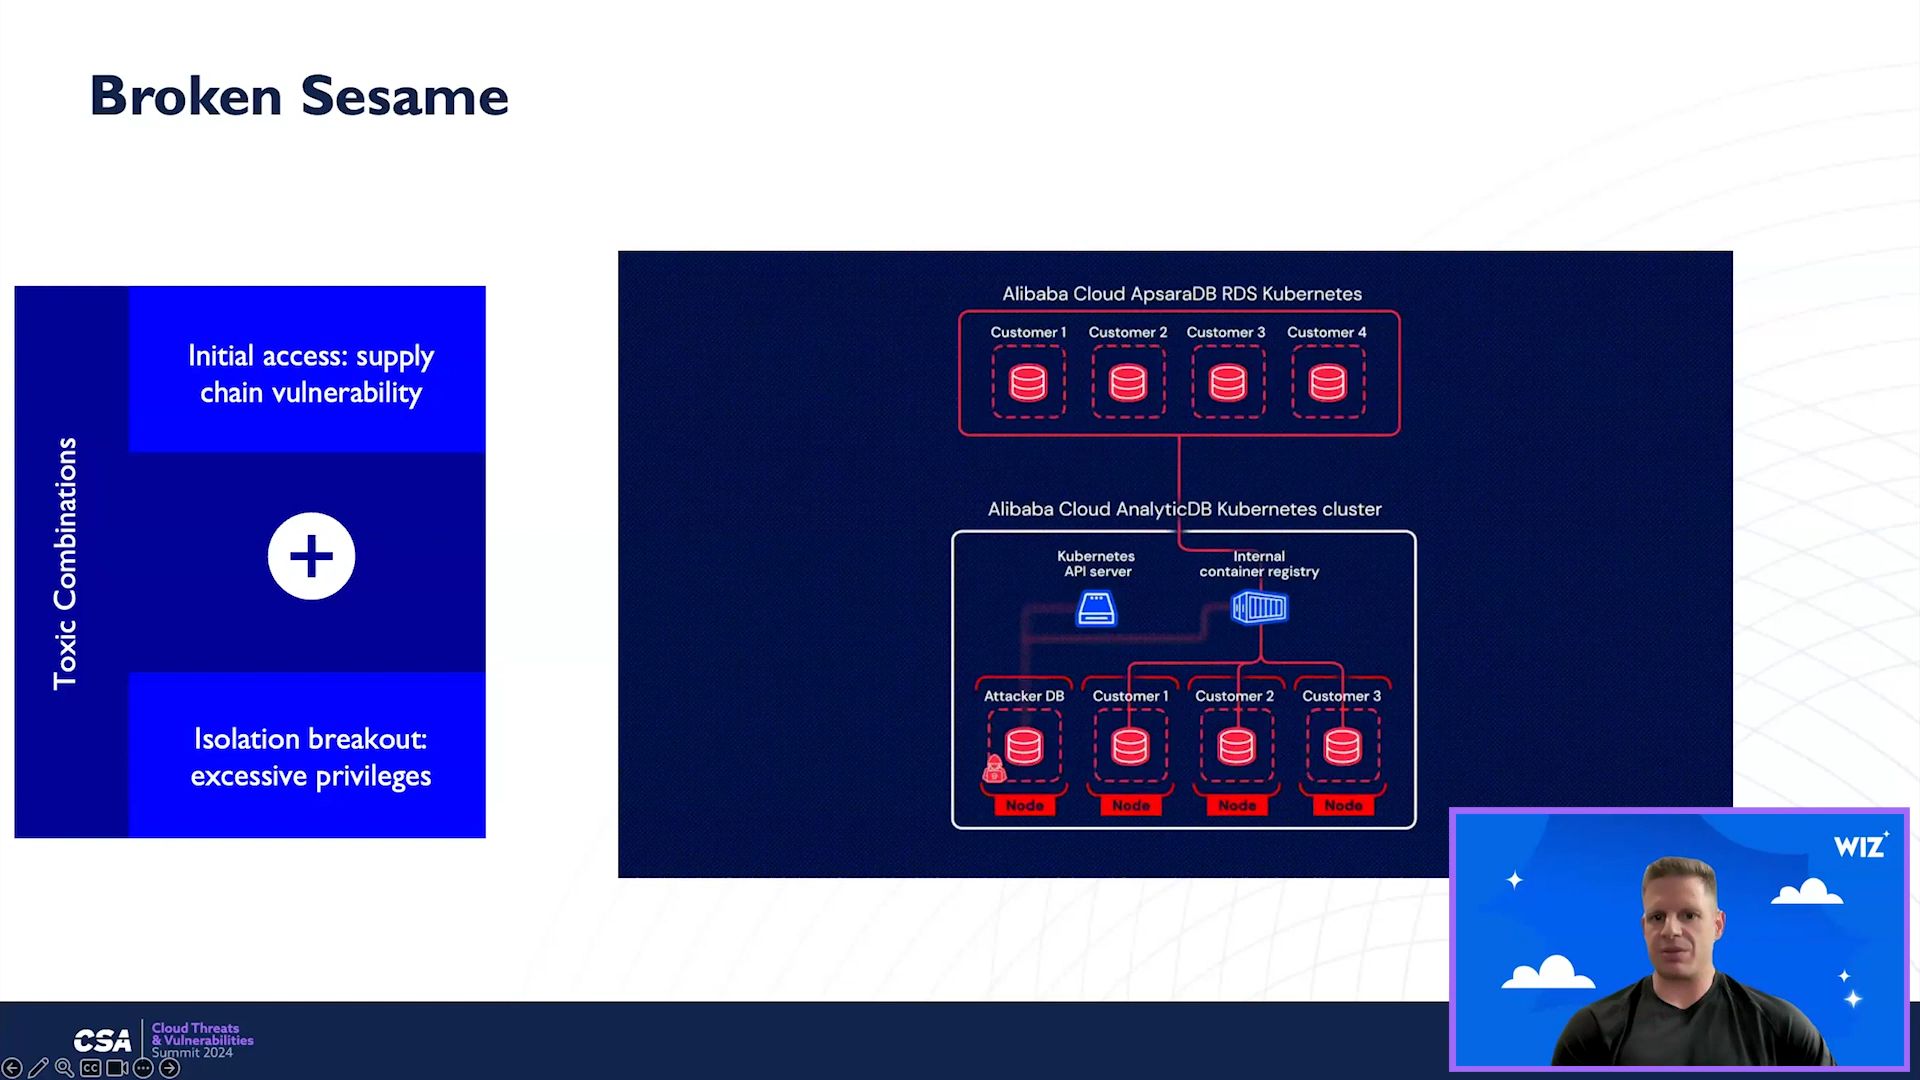 Broken Sesame
Toxic Combinations
Initial access: supply
chain vulnerability
Isolation breakout:
excessive privileges
Alibaba Cloud ApsaraDB RDS Kubernetes
Customer 1 Customer 2 Customer 3 Customer 4
Alibaba Cloud AnalyticDB Kubernetes cluster
Kubernetes
API server
Internal
container registry
Attacker DB Customer 1 Customer 2 Customer 3
Node Node Node Node
WIZ
CSA
Cloud Threats
& Vulnerabilities
Summit 2024
CC